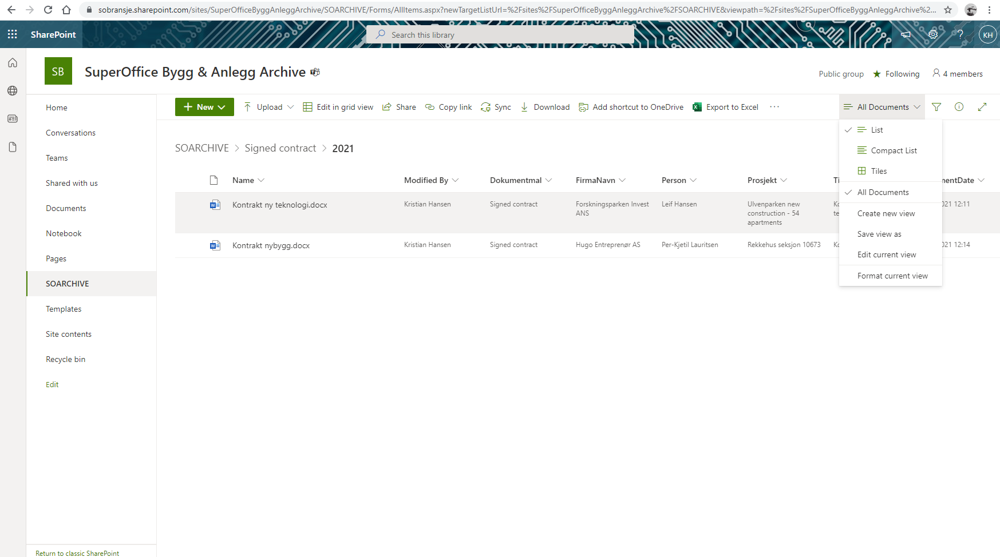 sobransje.sharepoint.com/sites/SuperOfficeByggAnleggArchive/SOARCHIVE/Forms/AllItems.aspx?newTargetListUrl=%2Fsites%2FSuperOfficeByggAnleggArchive%2FSOARCHIVE&viewpath=%2Fsites%2FSuperOfficeByggAnleggArchive%2...
SharePoint
Search this library
?
KH
SB
SuperOffice Bygg & Anlegg Archive
Public group
Following
4 members
Home
Conversations
Teams
Shared with us
Documents
Notebook
Pages
SOARCHIVE
Templates
Site contents
Recycle bin
Edit
Return to classic SharePoint
New
Upload
Edit in grid view
Share
Copy link
Sync
Download
Add shortcut to OneDrive
Export to Excel
...
All Documents
SOARCHIVE > Signed contract > 2021
Name
Modified By
Dokumentmal
FirmaNavn
Person
Prosjekt
Ti
nentDate
Kontrakt ny teknologi.docx
Kristian Hansen
Signed contract
Forskningsparken Invest
ANS
Leif Hansen
Ulvenparken new
construction - 54
apartments
Ko
te
021 12:11
Kontrakt nybygg.docx
Kristian Hansen
Signed contract
Hugo Entreprenør AS
Per-Kjetil Lauritsen
Rekkehus seksjon 10673
Ko
021 12:14
List
Compact List
Tiles
All Documents
Create new view
Save view as
Edit current view
Format current view